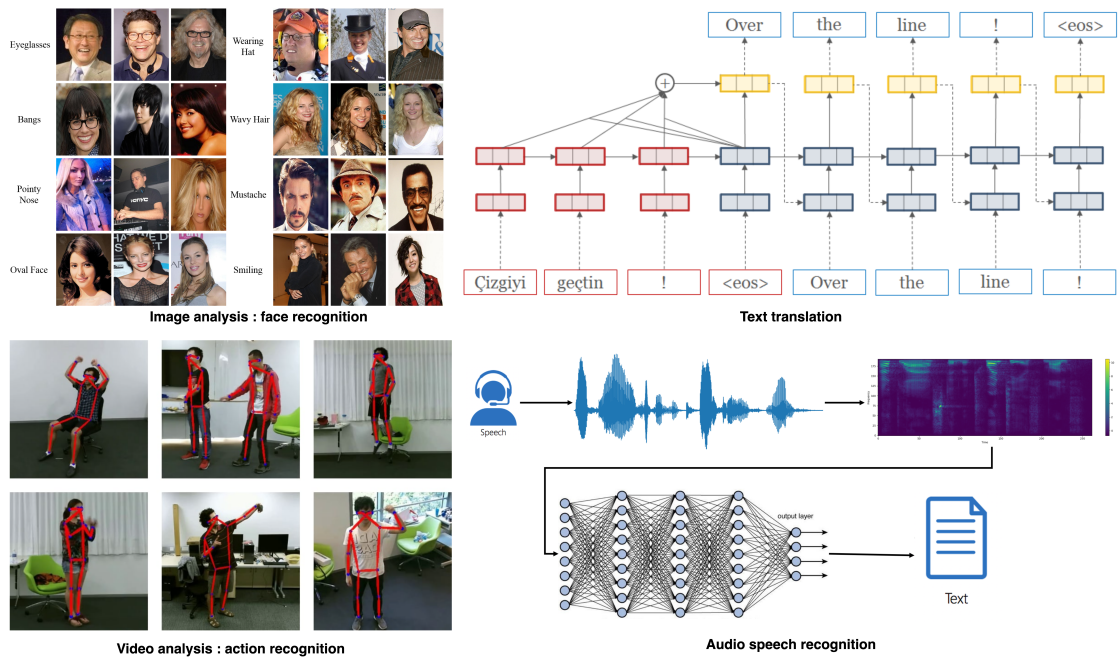 Eyeglasses
Wearing
Hat
Bangs
Wavy Hair
Pointy
Nose
Mustache
Oval Face
Smiling
Image analysis : face recognition
Over the line ! <eos>
+
Çizgiyi geçtin ! <eos> Over the line !
Text translation
Video analysis : action recognition
Speech
Time
output layer
Text
Audio speech recognition